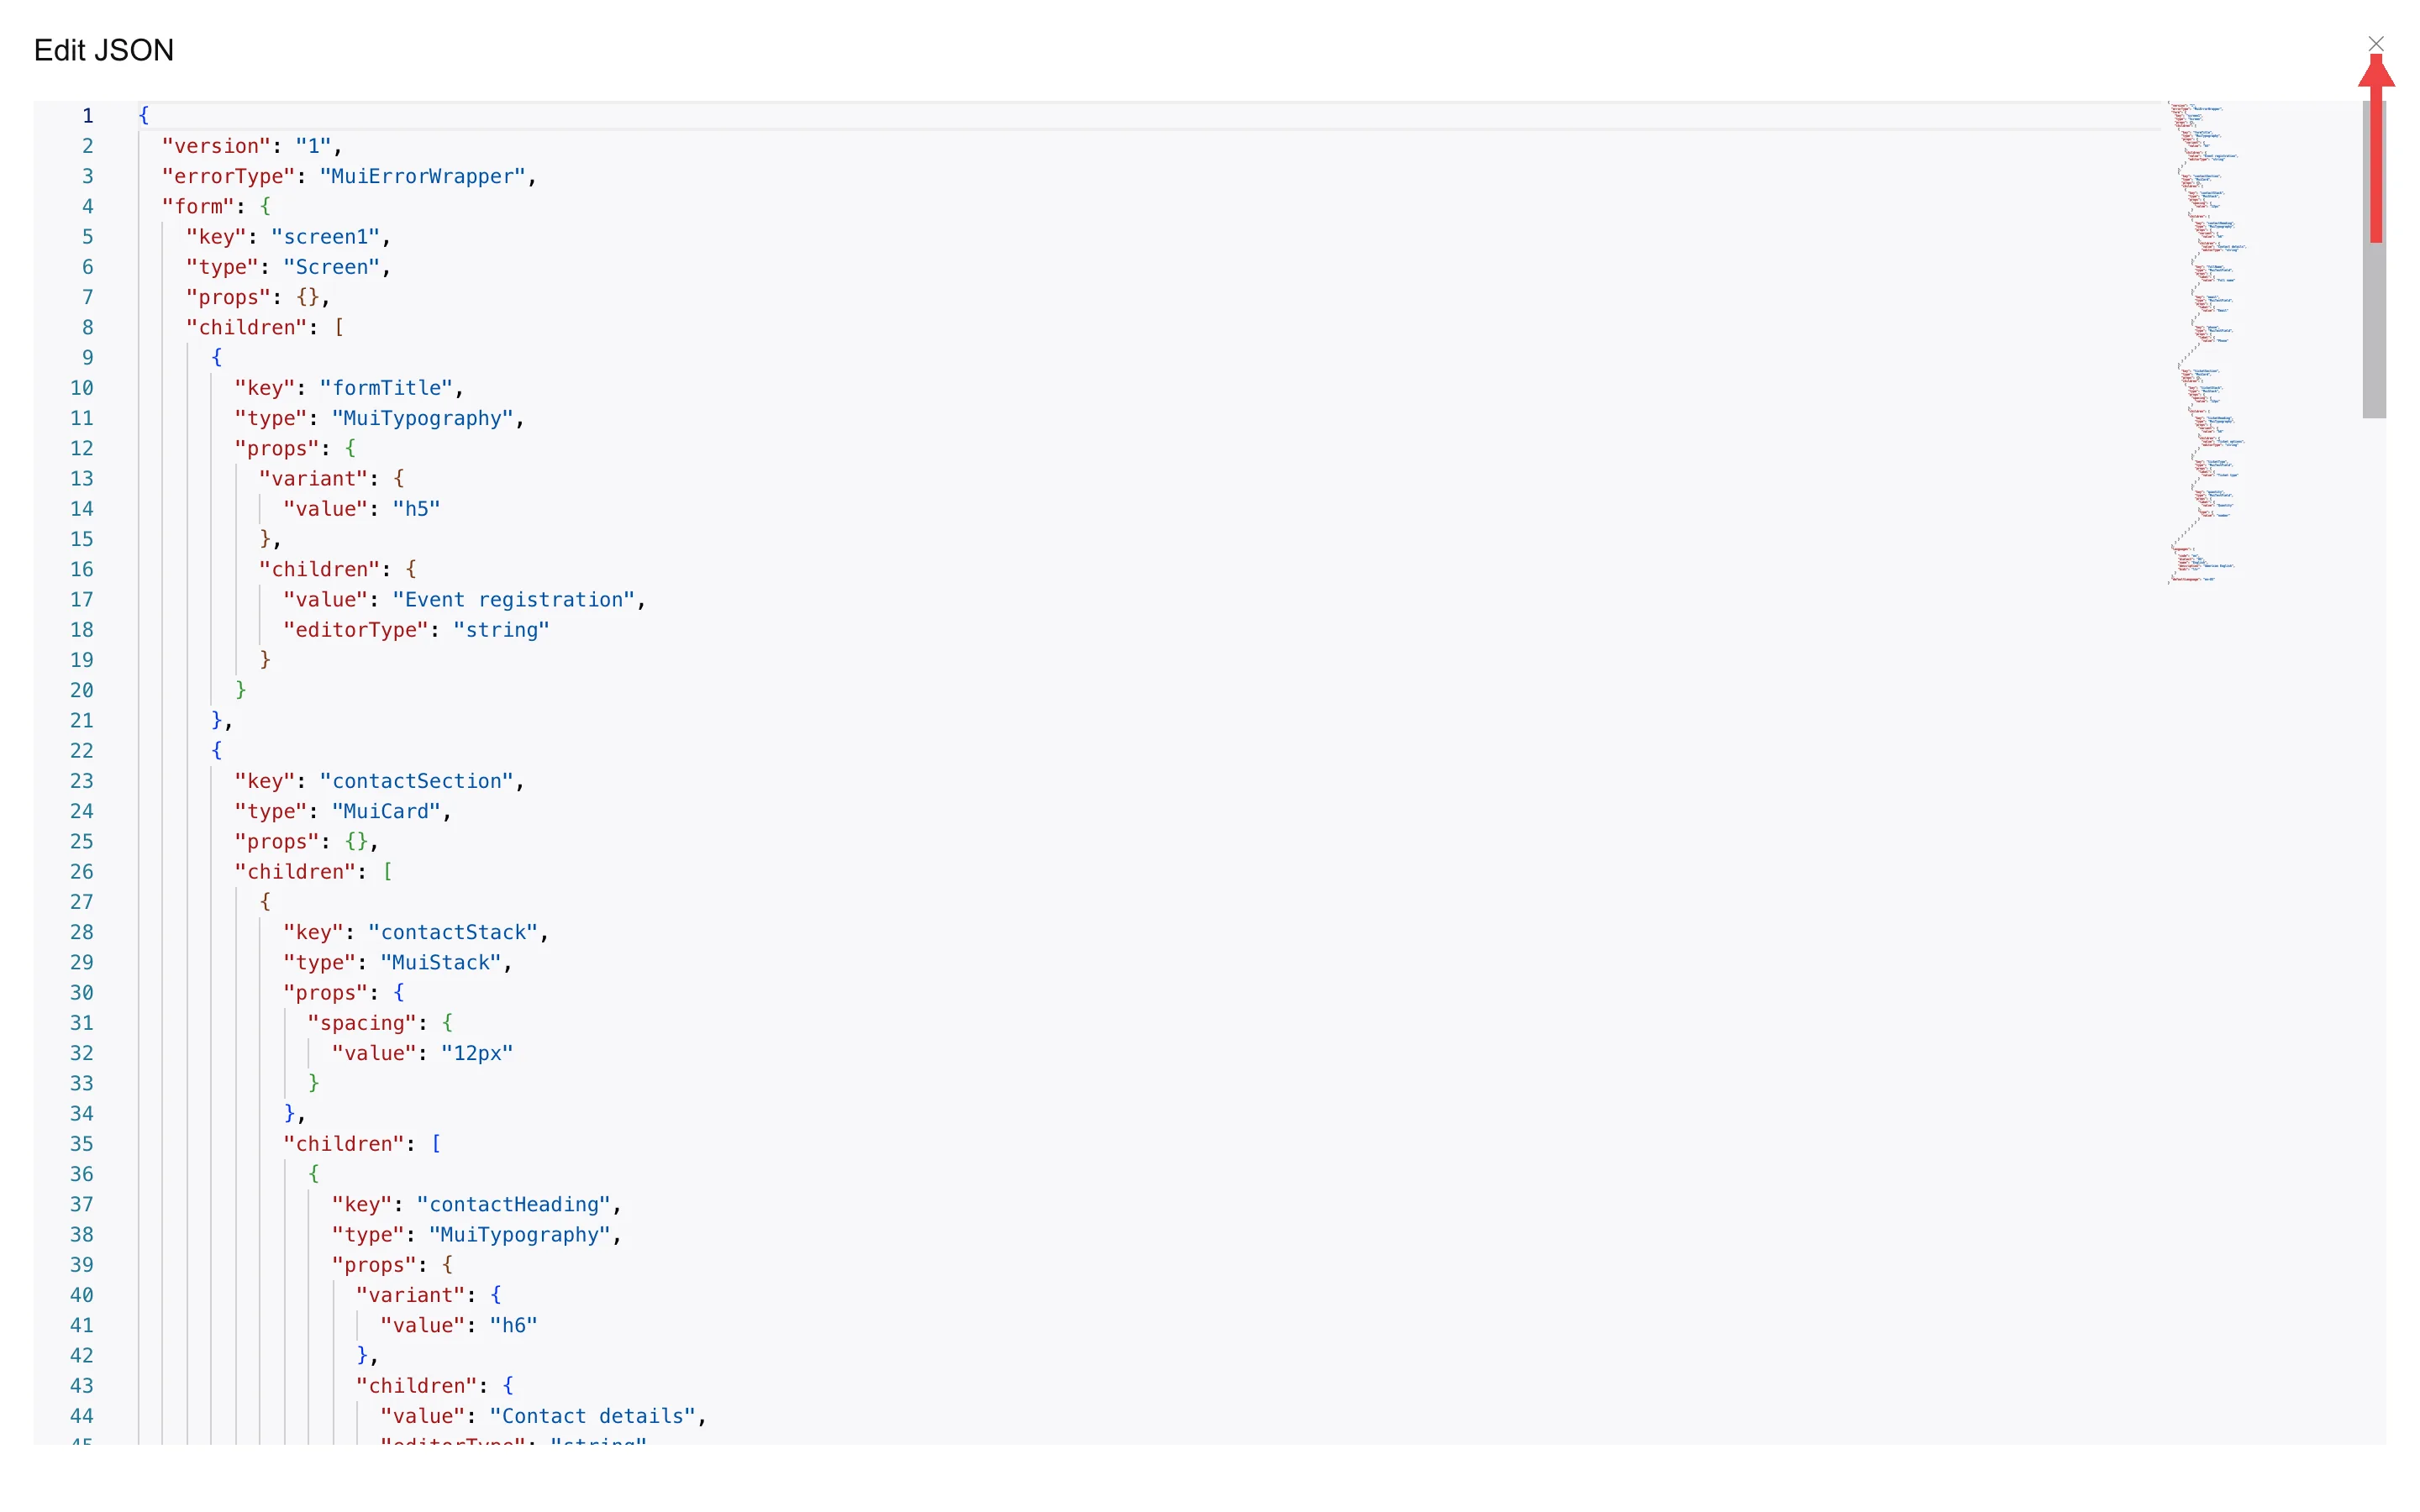 Edit JSON
1 {
2 "version": "1",
3 "errorType": "MuiErrorWrapper",
4 "form": {
5 "key": "screen1",
6 "type": "Screen",
7 "props": {},
8 "children": [
9 {
10 "key": "formTitle",
11 "type": "MuiTypography",
12 "props": {
13 "variant": {
14 "value": "h5"
15 },
16 "children": {
17 "value": "Event registration",
18 "editorType": "string"
19 }
20 }
21 },
22 {
23 "key": "contactSection",
24 "type": "MuiCard",
25 "props": {},
26 "children": [
27 {
28 "key": "contactStack",
29 "type": "MuiStack",
30 "props": {
31 "spacing": {
32 "value": "12px"
33 }
34 },
35 "children": [
36 {
37 "key": "contactHeading",
38 "type": "MuiTypography",
39 "props": {
40 "variant": {
41 "value": "h6"
42 },
43 "children": {
44 "value": "Contact details",
45 "editorType": "string"